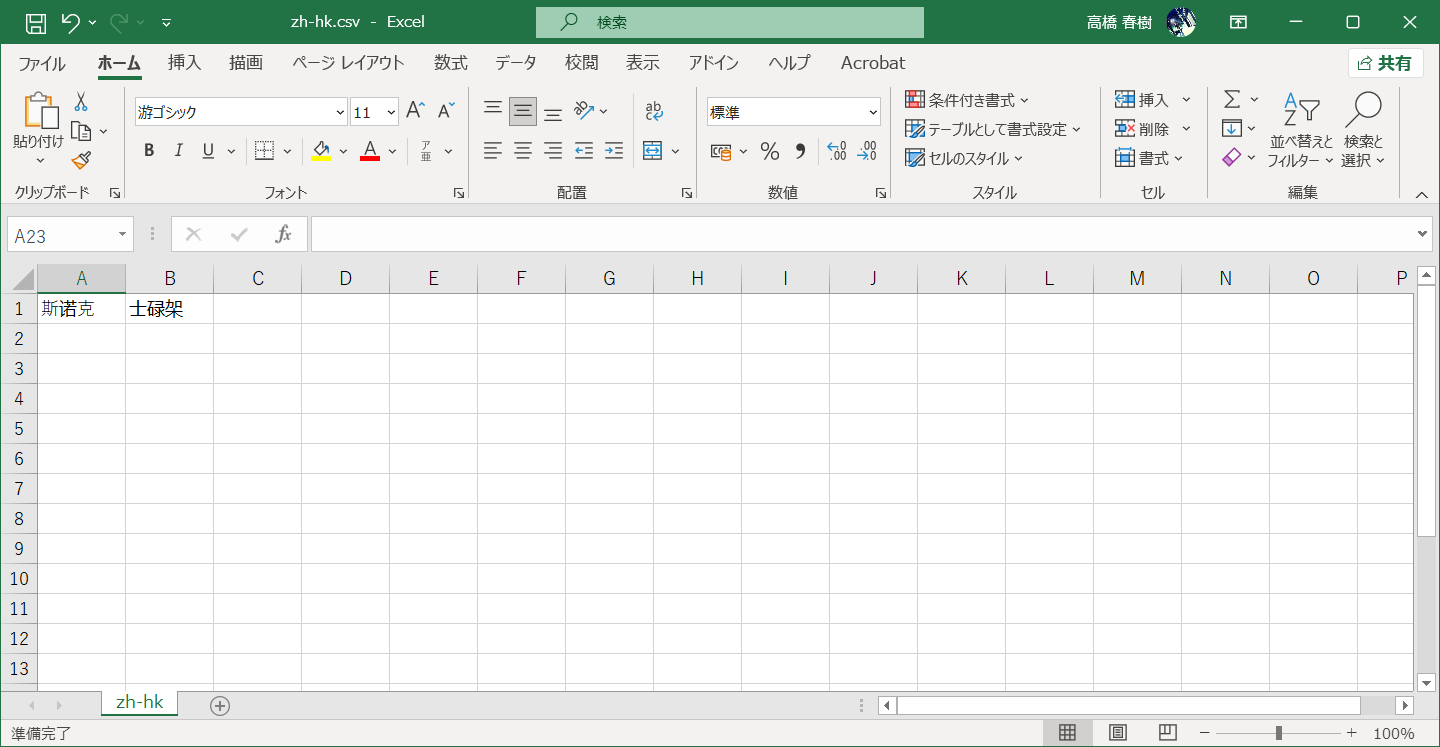 zh-hk.csv - Excel
検索
高橋 春樹
ファイル ホーム 挿入 描画 ページ レイアウト 数式 データ 校閲 表示 アドイン ヘルプ Acrobat 共有
貼り付け
クリップボード
游ゴシック 11
B I U ア亜
フォント
ab
配置
標準
% .00
数値
条件付き書式
テーブルとして書式設定
セルのスタイル
スタイル
挿入
削除
書式
セル
並べ替えと フィルター
検索と 選択
編集
A23 fx
A B C D E F G H I J K L M N O P
1 斯诺克 士碌架
2
3
4
5
6
7
8
9
10
11
12
13
zh-hk
準備完了 100%